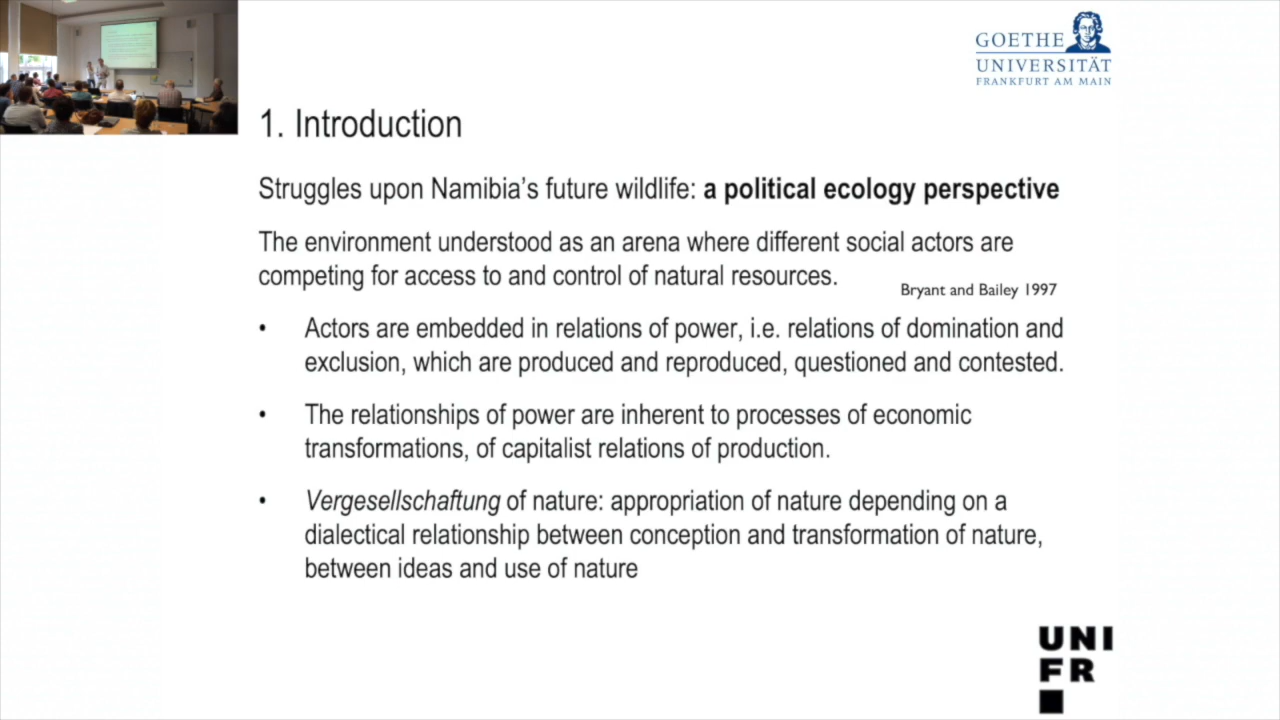 GOETHE
UNIVERSITÄT
FRANKFURT AM MAIN
1. Introduction
Struggles upon Namibia's future wildlife: a political ecology perspective
The environment understood as an arena where different social actors are
competing for access to and control of natural resources.
Bryant and Bailey 1997
• Actors are embedded in relations of power, i.e. relations of domination and
exclusion, which are produced and reproduced, questioned and contested.
• The relationships of power are inherent to processes of economic
transformations, of capitalist relations of production.
• Vergesellschaftung of nature: appropriation of nature depending on a
dialectical relationship between conception and transformation of nature,
between ideas and use of nature
UNI
FR